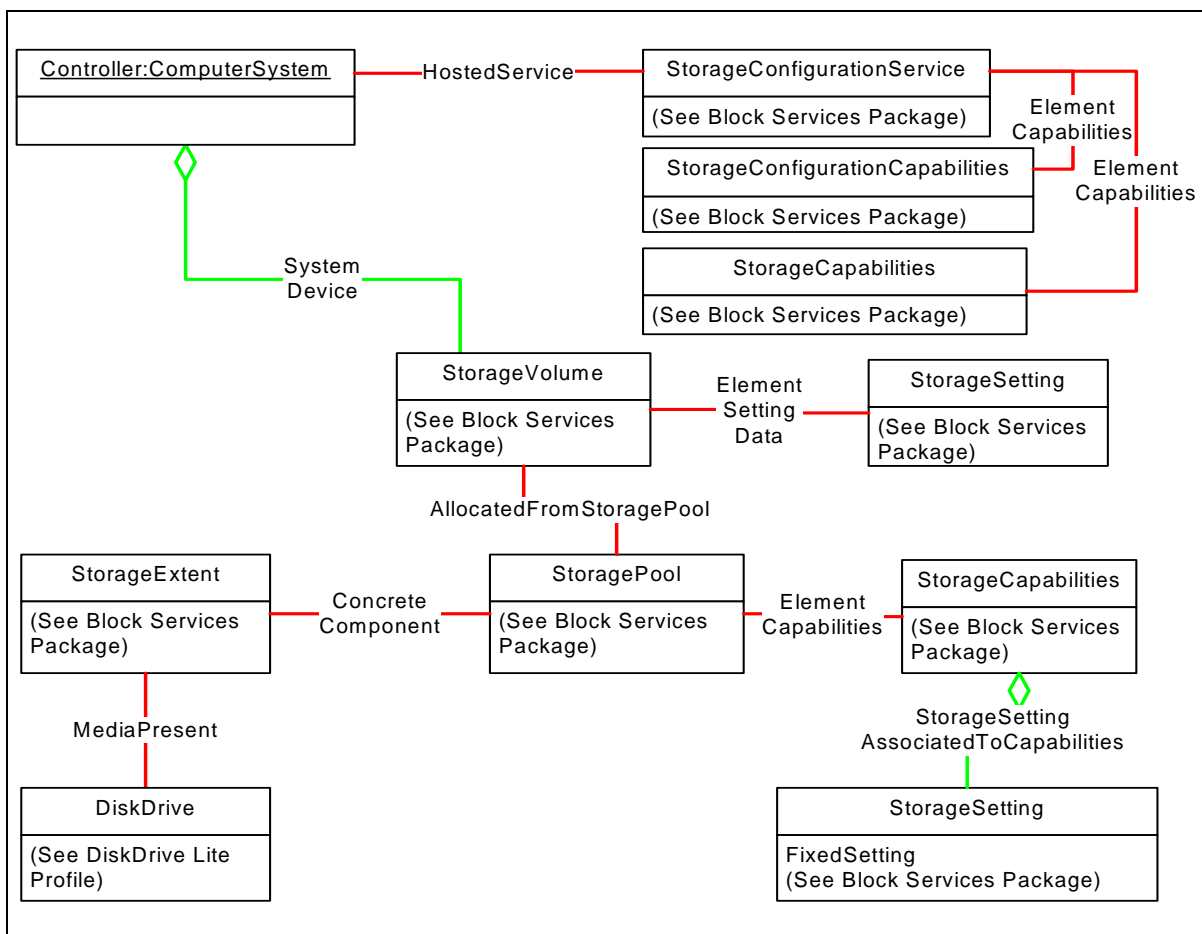 Controller:ComputerSystem
HostedService
StorageConfigurationService
(See Block Services Package)
Element
Capabilities
StorageConfigurationCapabilities
(See Block Services Package)
Element
Capabilities
StorageCapabilities
(See Block Services Package)
System
Device
StorageVolume
(See Block Services
Package)
Element
Setting
Data
StorageSetting
(See Block Services
Package)
AllocatedFromStoragePool
StorageExtent
(See Block Services
Package)
Concrete
Component
StoragePool
(See Block Services
Package)
Element
Capabilities
StorageCapabilities
(See Block Services
Package)
MediaPresent
StorageSetting
AssociatedToCapabilities
DiskDrive
(See DiskDrive Lite
Profile)
StorageSetting
FixedSetting
(See Block Services Package)